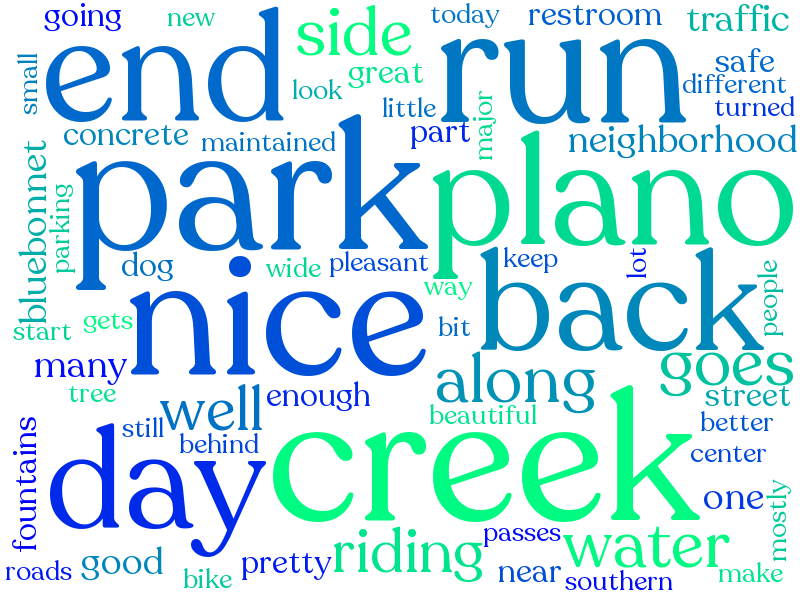 going new today restroom traffic
end side run
small look great little major safe different turned
concrete maintained part neighborhood
bluebonnet parking park plano
dog wide pleasant keep lot people
nice way back
start gets bit
many along goes
tree well enough beautiful street
still behind better
day creek center
fountains one mostly
roads good bike pretty riding passes near water southern make